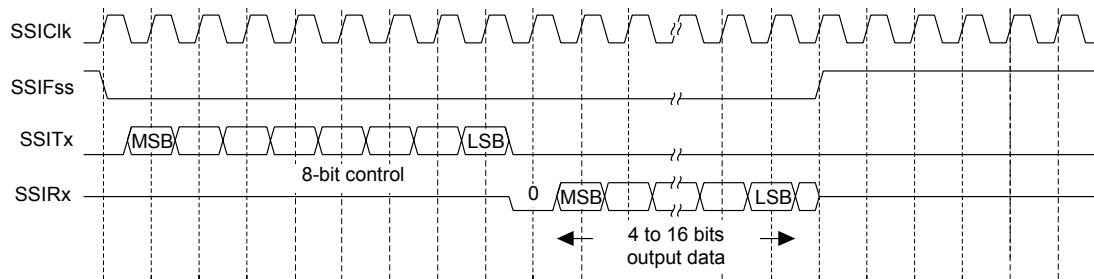 SSIClk
SSIFss
SSITx
MSB
LSB
8-bit control
SSIRx
0
MSB
LSB
4 to 16 bits
output data